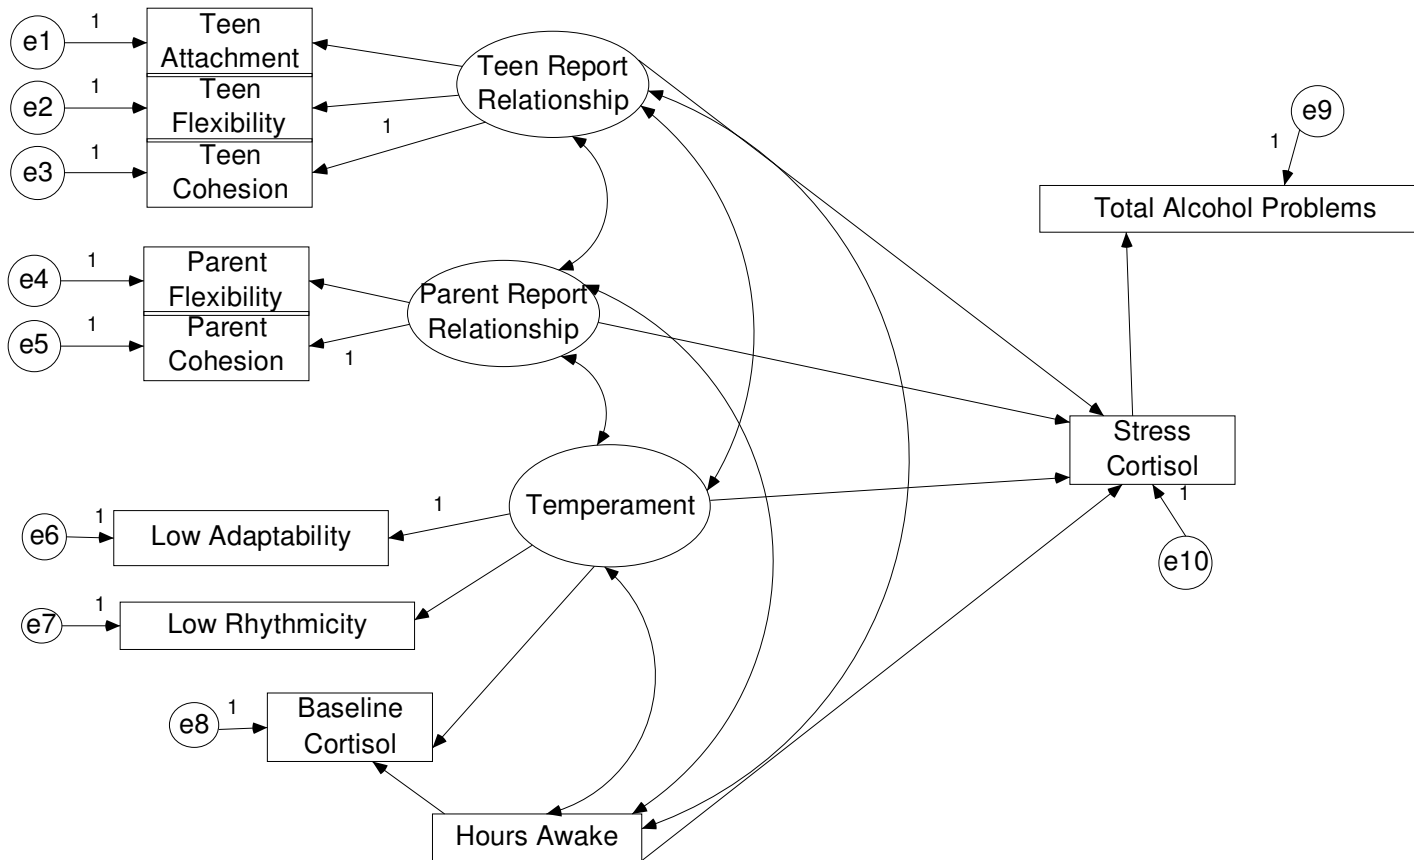 e1
1
Teen
Attachment
e2
1
Teen
Flexibility
e3
1
Teen
Cohesion
1
Teen Report
Relationship
e9
1
Total Alcohol Problems
e4
1
Parent
Flexibility
e5
1
Parent
Cohesion
1
Parent Report
Relationship
Stress
Cortisol
1
e10
e6
1
Low Adaptability
1
Temperament
e7
1
Low Rhythmicity
e8
1
Baseline
Cortisol
Hours Awake